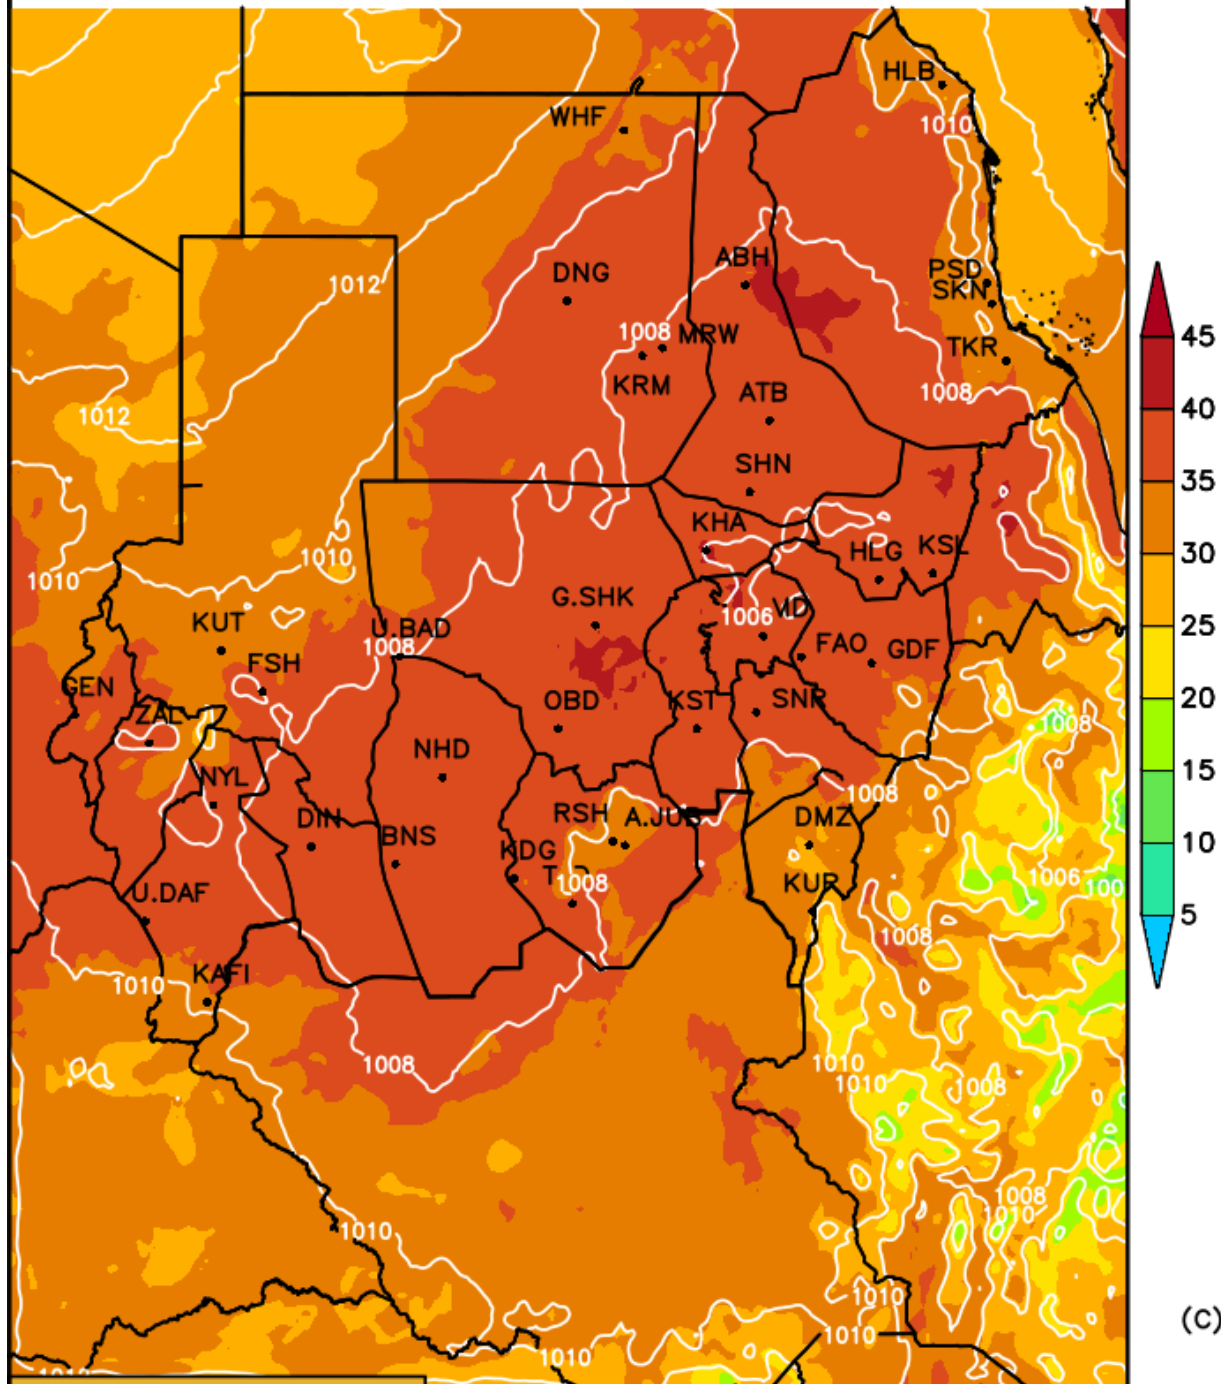 HLB
WHF
1010
ABH
DNG
PSD
SKN
1012
1008
MRW
TKR
KRM
ATB
1008
1012
SHN
KHA
HLG
KSL
1010
1010
G.SHK
1006
MD
KUT
U.BAD
1008
FAO
GDF
FSH
GEN
OBD
KST
SNR
ZAL
1008
NHD
NYL
1008
DIN
BNS
RSH
A.JUB
DMZ
KDG
1008
KUR
1006
100
U.DAF
1008
KAFI
1010
1008
1010
1010
1008
1008
1010
1010
1010
1010
1010
1010
45
40
35
30
25
20
15
10
5
(C)